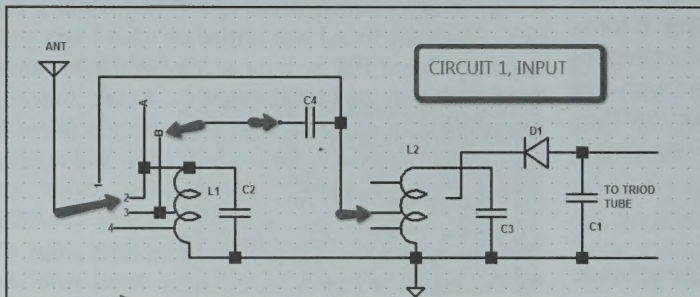 ANT
CIRCUIT 1, INPUT
A
B
C4
D1
L2
1
2
3
4
L1
C2
C3
C1
TO TRIOD
TUBE